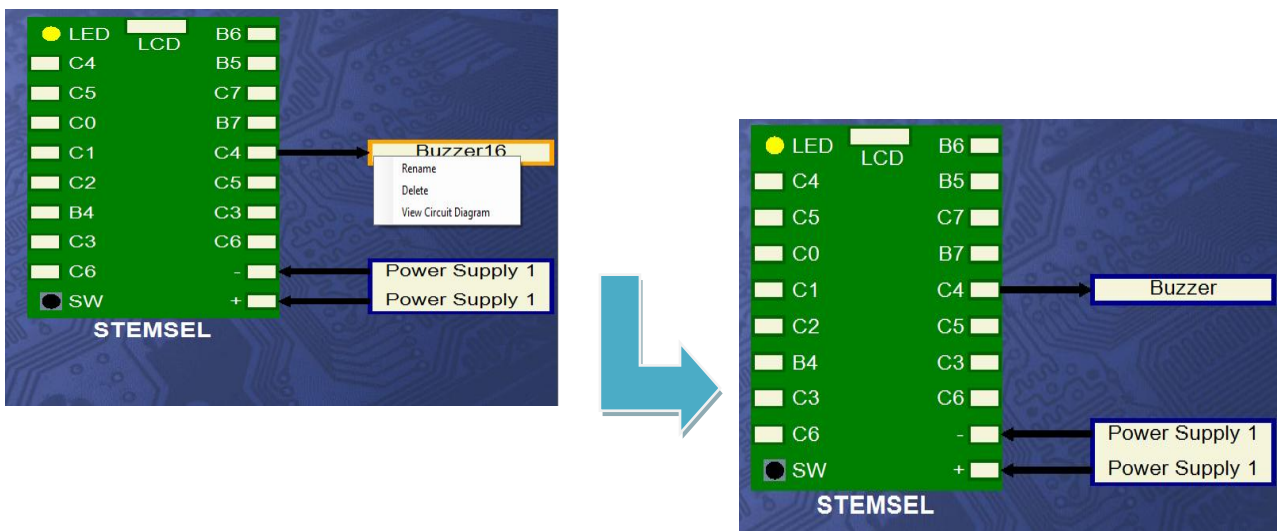 LED LCD B6
C4 B5
C5 C7
C0 B7
C1 C4 Buzzer16
Rename
Delete
View Circuit Diagram
C2 C5
B4 C3
C3 C6
C6 - Power Supply 1
SW + Power Supply 1
STEMSEL
LED LCD B6
C4 B5
C5 C7
C0 B7
C1 C4 Buzzer
C2 C5
B4 C3
C3 C6
C6 - Power Supply 1
SW + Power Supply 1
STEMSEL